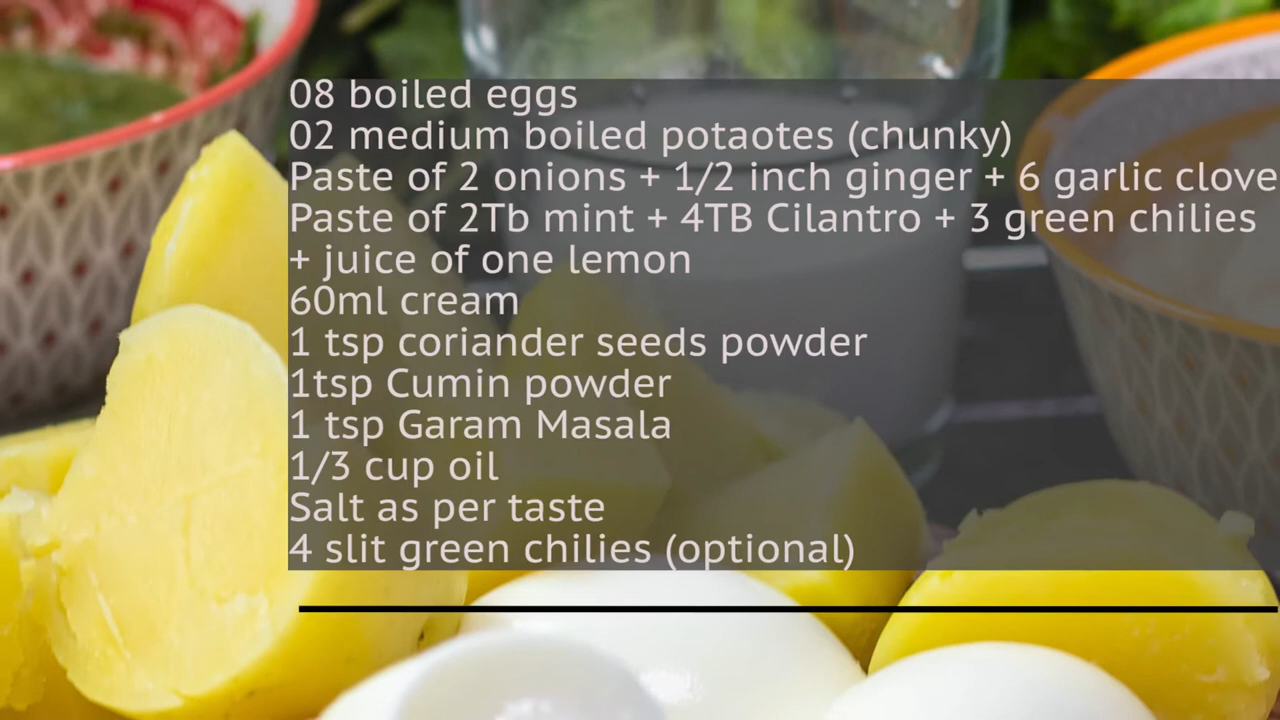 08 boiled eggs
02 medium boiled potaotes (chunky)
Paste of 2 onions + 1/2 inch ginger + 6 garlic clove
Paste of 2Tb mint + 4TB Cilantro + 3 green chilies
+ juice of one lemon
60ml cream
1 tsp coriander seeds powder
1tsp Cumin powder
1 tsp Garam Masala
1/3 cup oil
Salt as per taste
4 slit green chilies (optional)